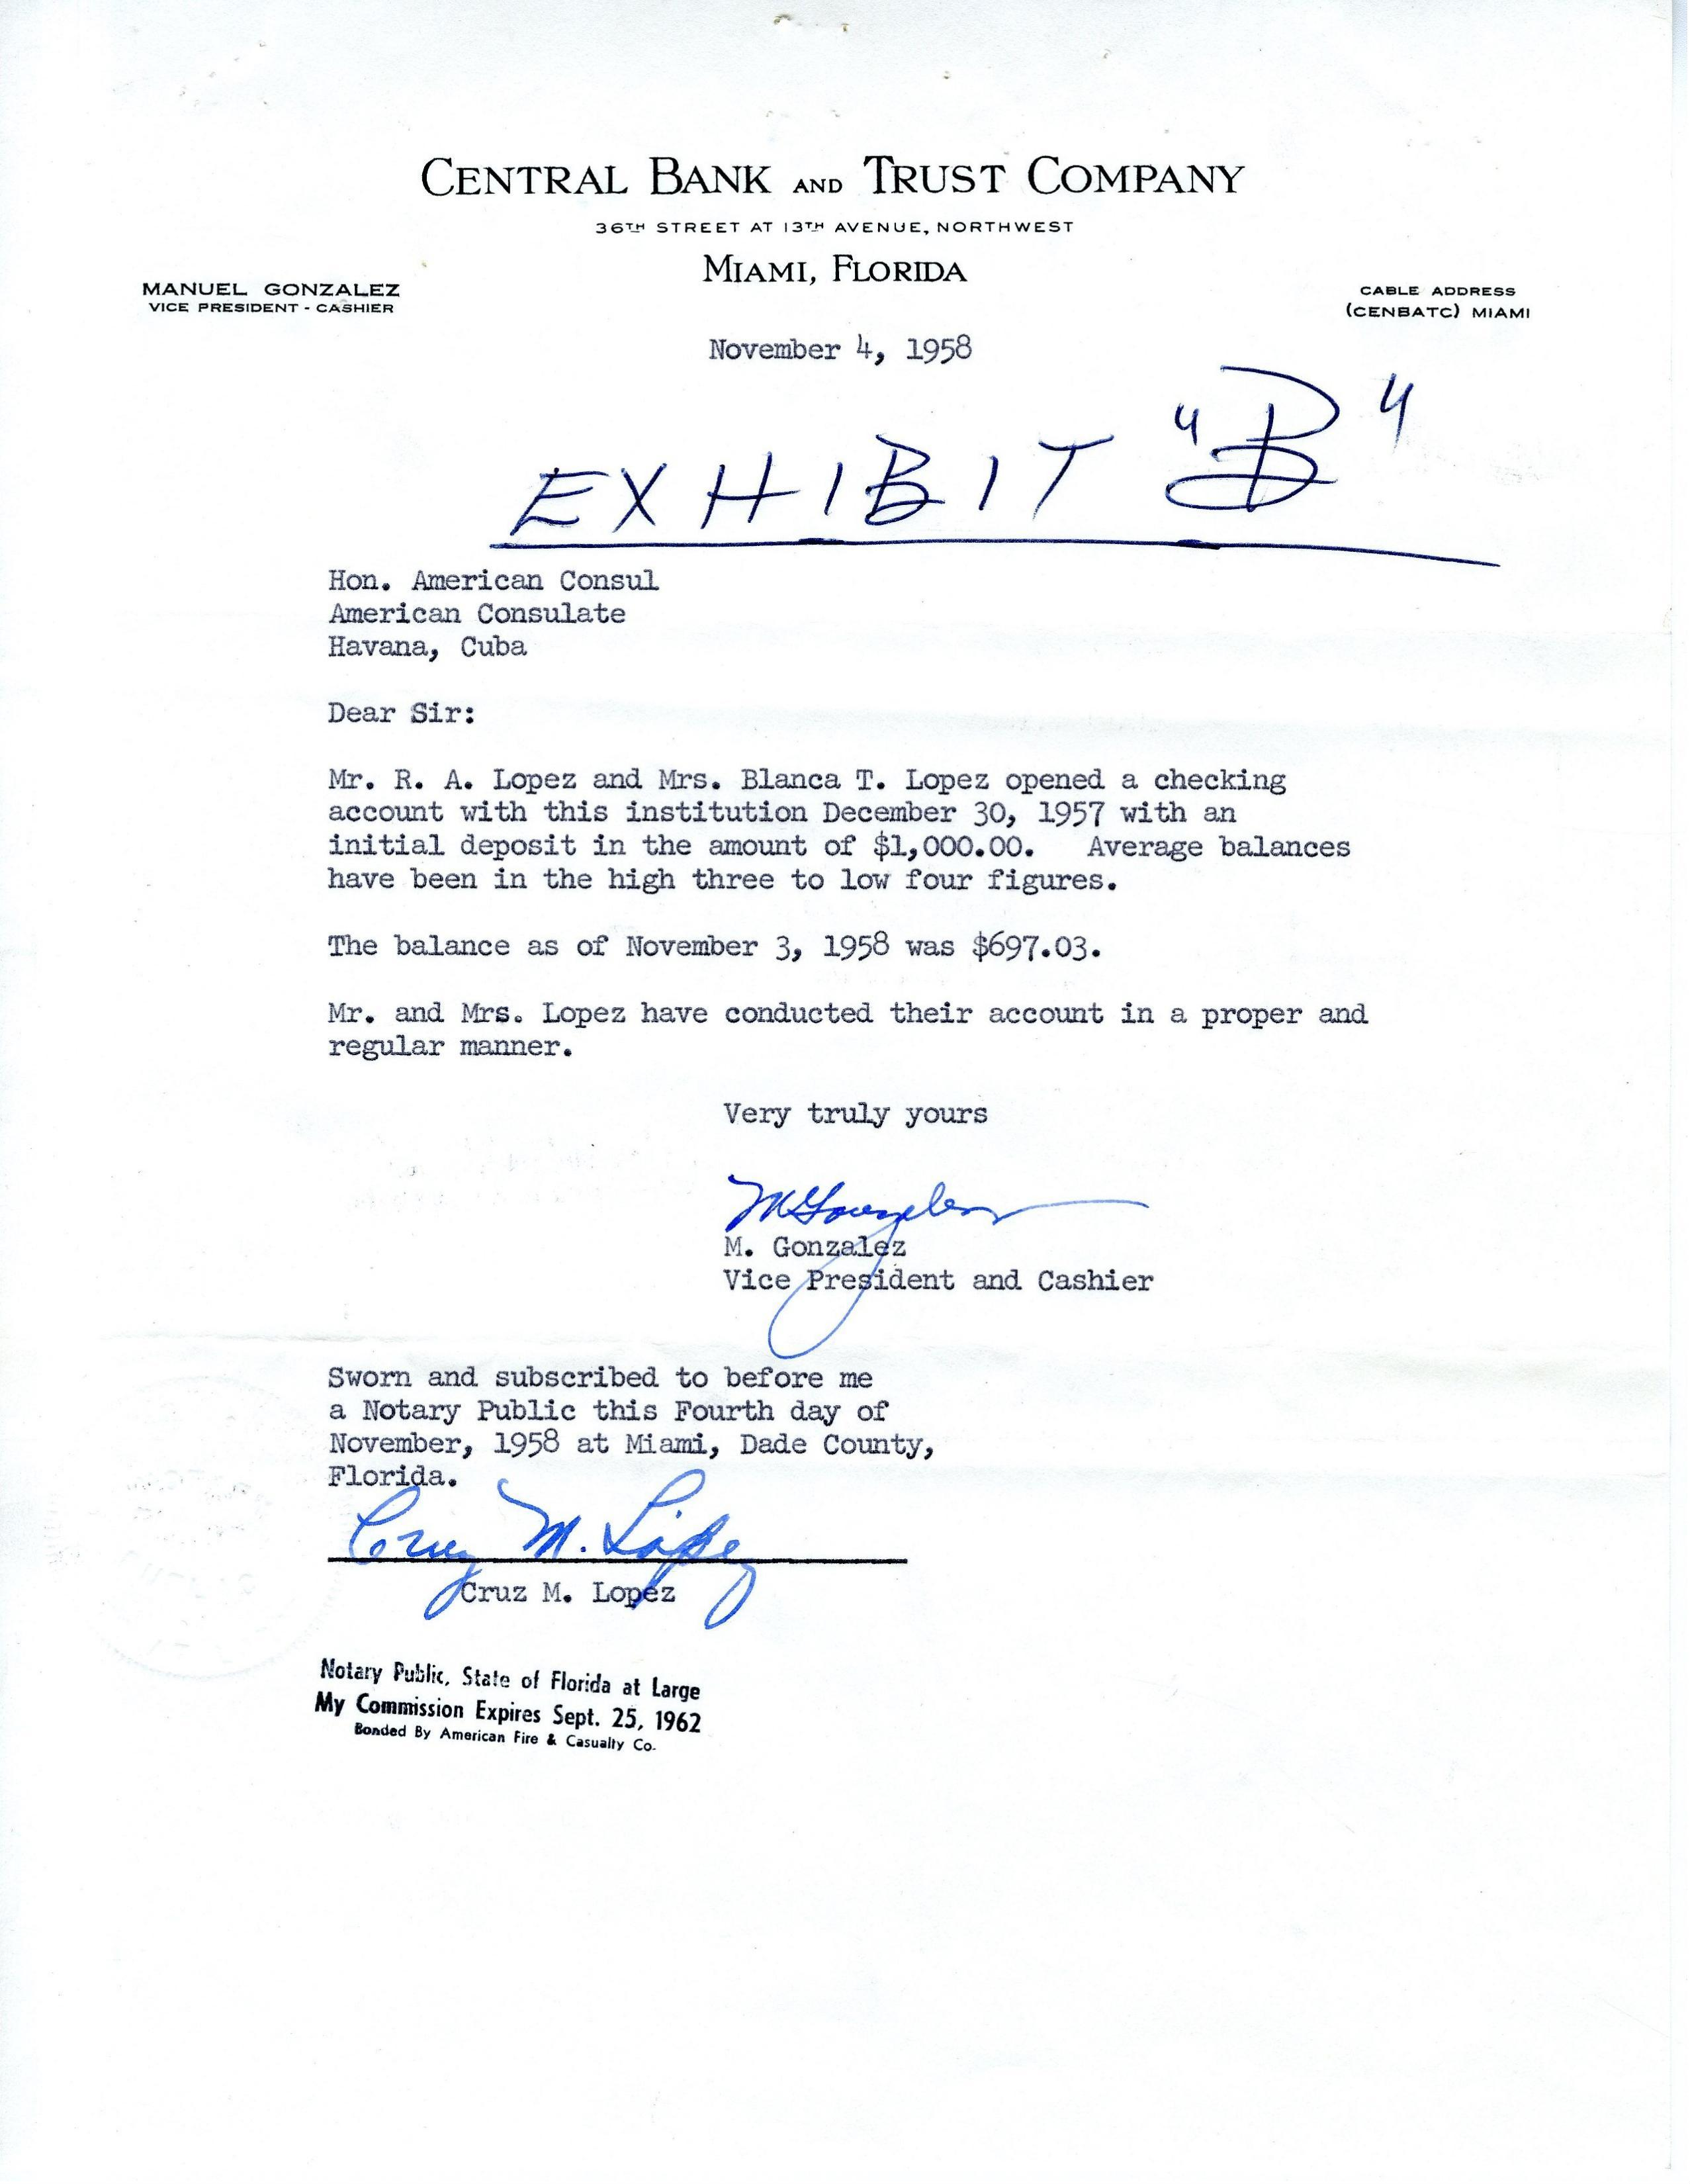 CENTRAL BANK AND TRUST COMPANY
36TH STREET AT 13TH AVENUE, NORTHWEST
MIAMI, FLORIDA
MANUEL GONZALEZ
VICE PRESIDENT - CASHIER
CABLE ADDRESS
(CENBATC) MIAMI
November 4, 1958
EXHIBIT "B"
Hon. American Consul
American Consulate
Havana, Cuba
Dear Sir:
Mr. R. A. Lopez and Mrs. Blanca T. Lopez opened a checking
account with this institution December 30, 1957 with an
initial deposit in the amount of $1,000.00. Average balances
have been in the high three to low four figures.
The balance as of November 3, 1958 was $697.03.
Mr. and Mrs. Lopez have conducted their account in a proper and
regular manner.
Very truly yours
MGonzalez
M. Gonzalez
Vice President and Cashier
Sworn and subscribed to before me
a Notary Public this Fourth day of
November, 1958 at Miami, Dade County,
Florida.
Cruz M. Lopez
Cruz M. Lopez
Notary Public, State of Florida at Large
My Commission Expires Sept. 25, 1962
Bonded By American Fire & Casualty Co.